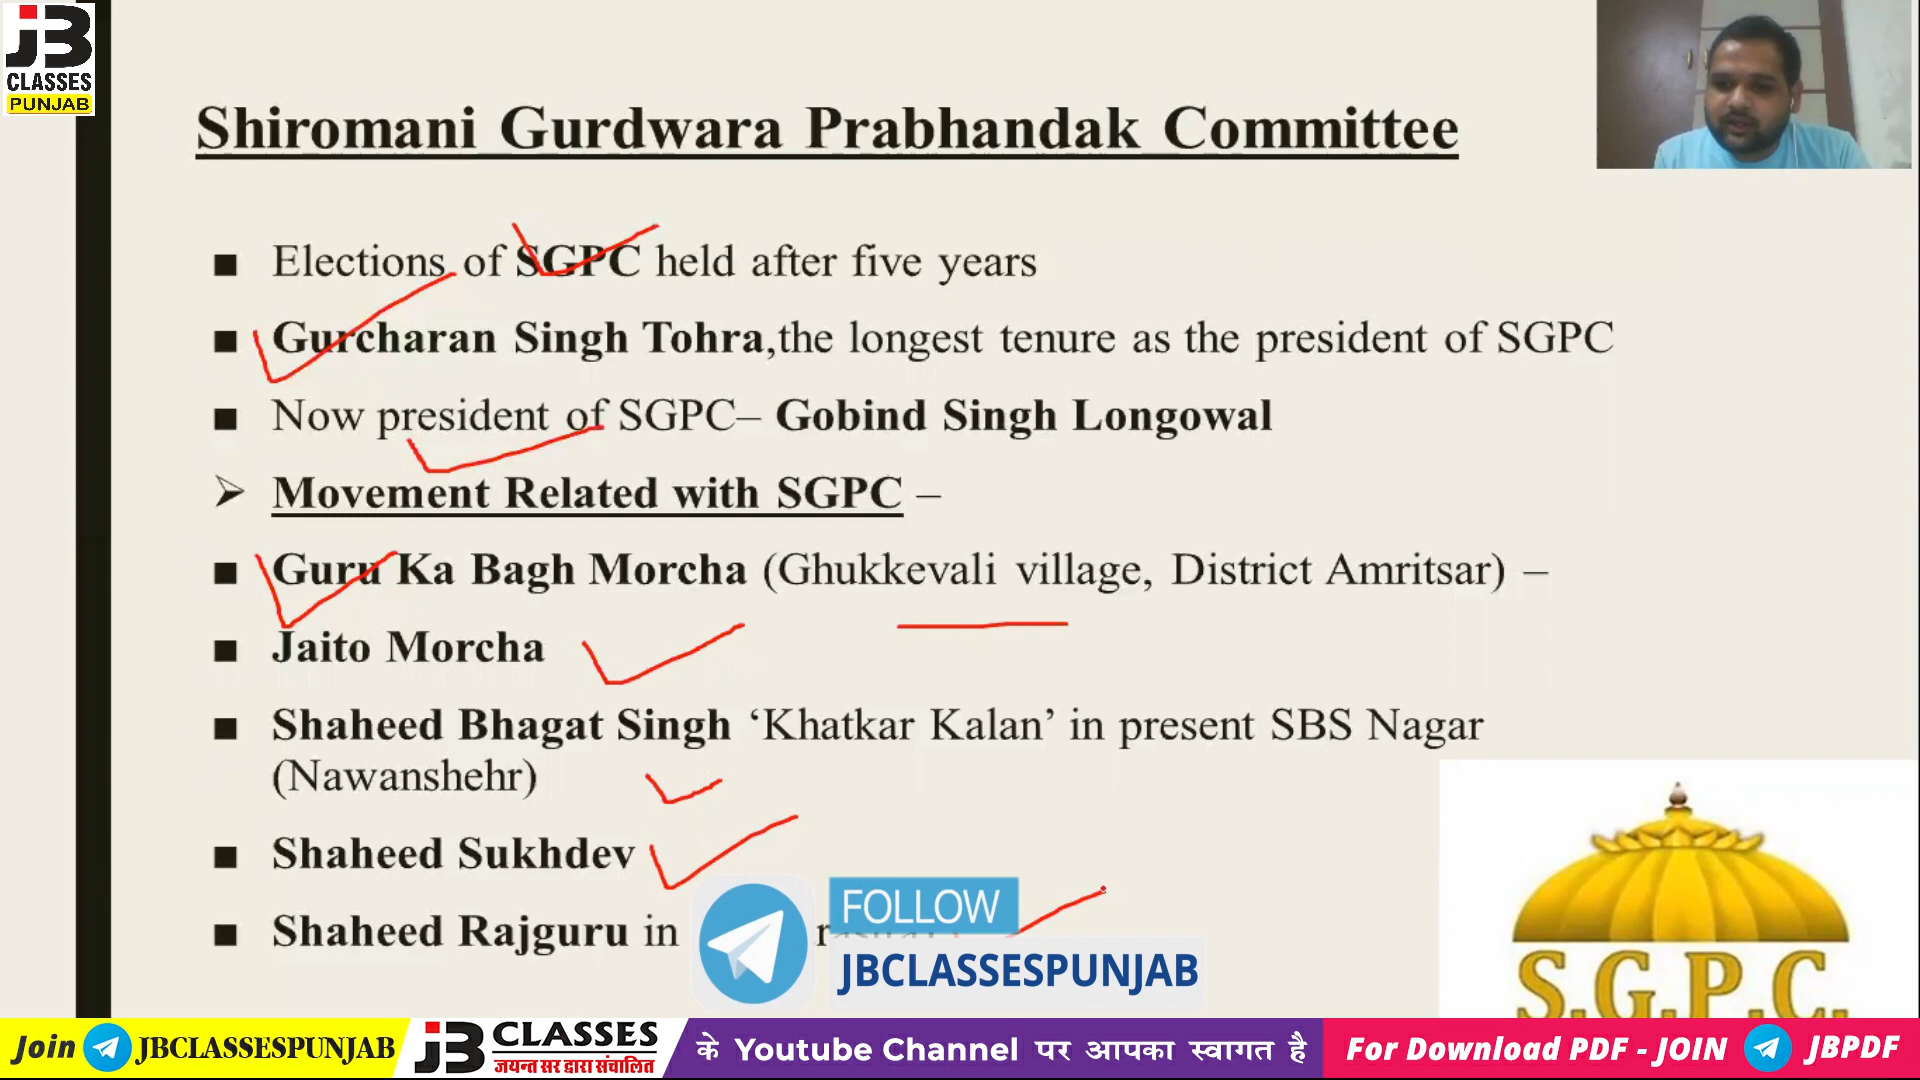 JB
CLASSES
PUNJAB
Shiromani Gurdwara Prabhandak Committee
■ Elections of SGPC held after five years
■ Gurcharan Singh Tohra,the longest tenure as the president of SGPC
■ Now president of SGPC– Gobind Singh Longowal
➢ Movement Related with SGPC –
■ Guru Ka Bagh Morcha (Ghukkevali village, District Amritsar) –
■ Jaito Morcha
■ Shaheed Bhagat Singh ‘Khatkar Kalan’ in present SBS Nagar
(Nawanshehr)
■ Shaheed Sukhdev
■ Shaheed Rajguru in
FOLLOW
JBCLASSESPUNJAB
S.G.P.C.
Join JBCLASSESPUNJAB
JB CLASSES
जयन्त सर द्वारा संचालित
के Youtube Channel पर आपका स्वागत है
For Download PDF - JOIN JBPDF